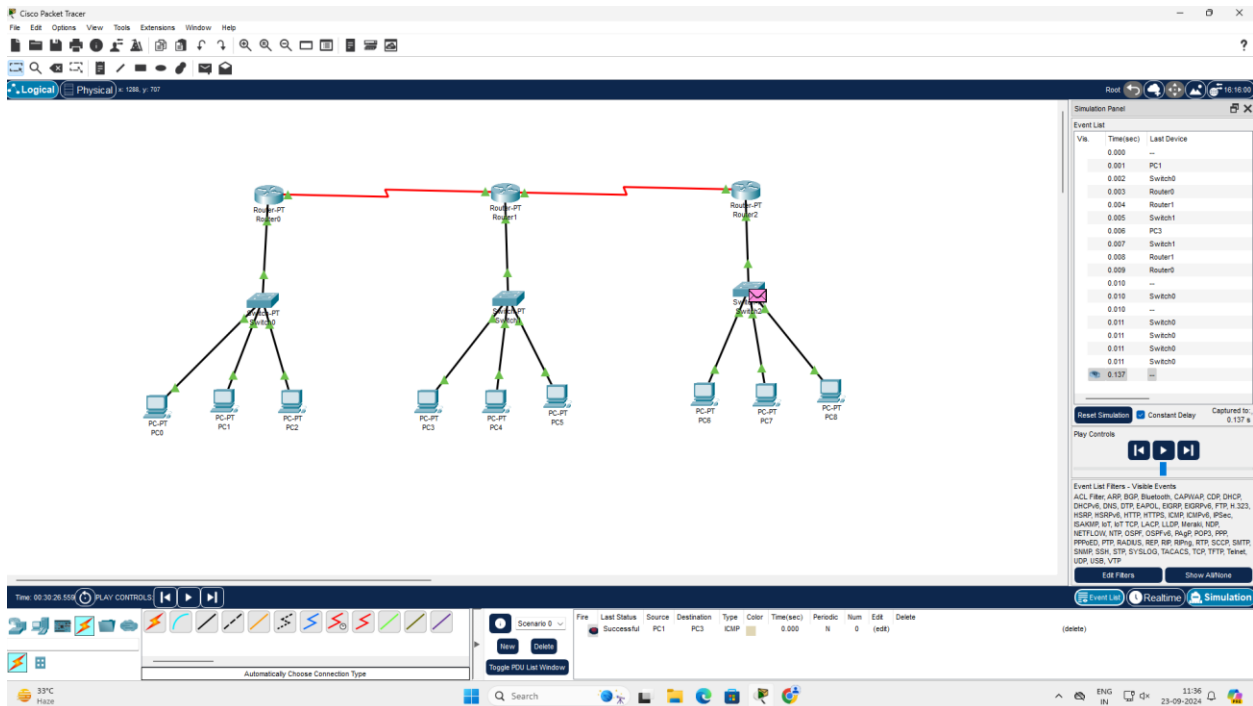 Cisco Packet Tracer
File Edit Options View Tools Extensions Window Help
?
Logical Physical x: 1288, y: 707
Root 16:16:00
Simulation Panel
Event List
Vis. Time(sec) Last Device
0.000 --
0.001 PC1
0.002 Switch0
0.003 Router0
0.004 Router1
0.005 Switch1
0.006 PC3
0.007 Switch1
0.008 Router1
0.009 Router0
0.010 --
0.010 Switch0
0.010 --
0.011 Switch0
0.011 Switch0
0.011 Switch0
0.011 Switch0
0.137 --
Reset Simulation Constant Delay Captured to:
0.137 s
Play Controls
Event List Filters - Visible Events
ACL Filter, ARP, BGP, Bluetooth, CAPWAP, CDP, DHCP,
DHCPv6, DNS, DTP, EAPOL, EIGRP, EIGRPv6, FTP, H.323,
HSRP, HSRPv6, HTTP, HTTPS, ICMP, ICMPv6, IPSec,
ISAKMP, IoT, IoT TCP, LACP, LLDP, Meraki, NDP,
NETFLOW, NTP, OSPF, OSPFv6, PAgP, POP3, PPP,
PPPoED, PTP, RADIUS, REP, RIP, RIPng, RTP, SCCP, SMTP,
SNMP, SSH, STP, SYSLOG, TACACS, TCP, TFTP, Telnet,
UDP, USB, VTP
Edit Filters Show All/None
Event List Realtime Simulation
Router-PT
Router0
Router-PT
Router1
Router-PT
Router2
Switch-PT
Switch0
Switch-PT
Switch2
PC-PT
PC0
PC-PT
PC1
PC-PT
PC2
PC-PT
PC3
PC-PT
PC4
PC-PT
PC5
PC-PT
PC6
PC-PT
PC7
PC-PT
PC8
Time: 00:30:26.559 PLAY CONTROLS:
Automatically Choose Connection Type
Scenario 0
New Delete
Toggle PDU List Window
Fire Last Status Source Destination Type Color Time(sec) Periodic Num Edit Delete
Successful PC1 PC3 ICMP 0.000 N 0 (edit) (delete)
33°C
Haze
Search
ENG
IN
11:36
23-09-2024